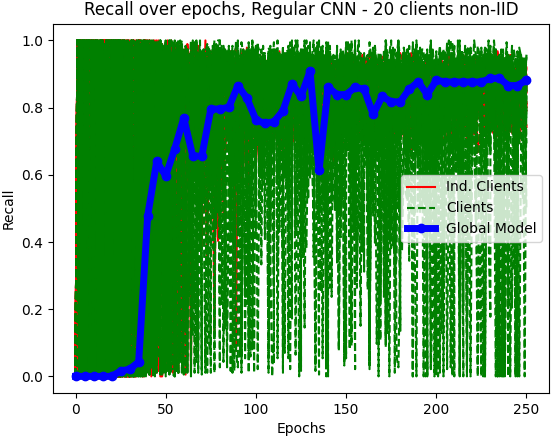 Recall over epochs, Regular CNN - 20 clients non-IID
1.0
0.8
0.6
0.4
0.2
0.0
Recall
Ind. Clients
Clients
Global Model
0
50
100
150
200
250
Epochs